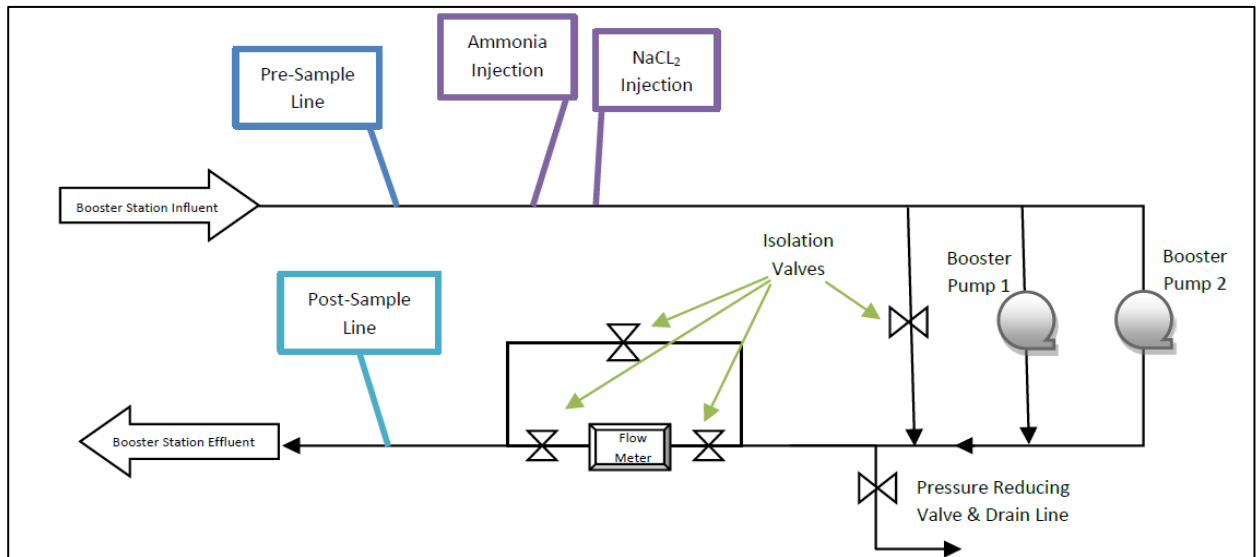 Pre-Sample
Line
Ammonia
Injection
NaCL₂
Injection
Booster Station Influent
Isolation
Valves
Booster
Pump 1
Booster
Pump 2
Post-Sample
Line
Booster Station Effluent
Flow
Meter
Pressure Reducing
Valve & Drain Line